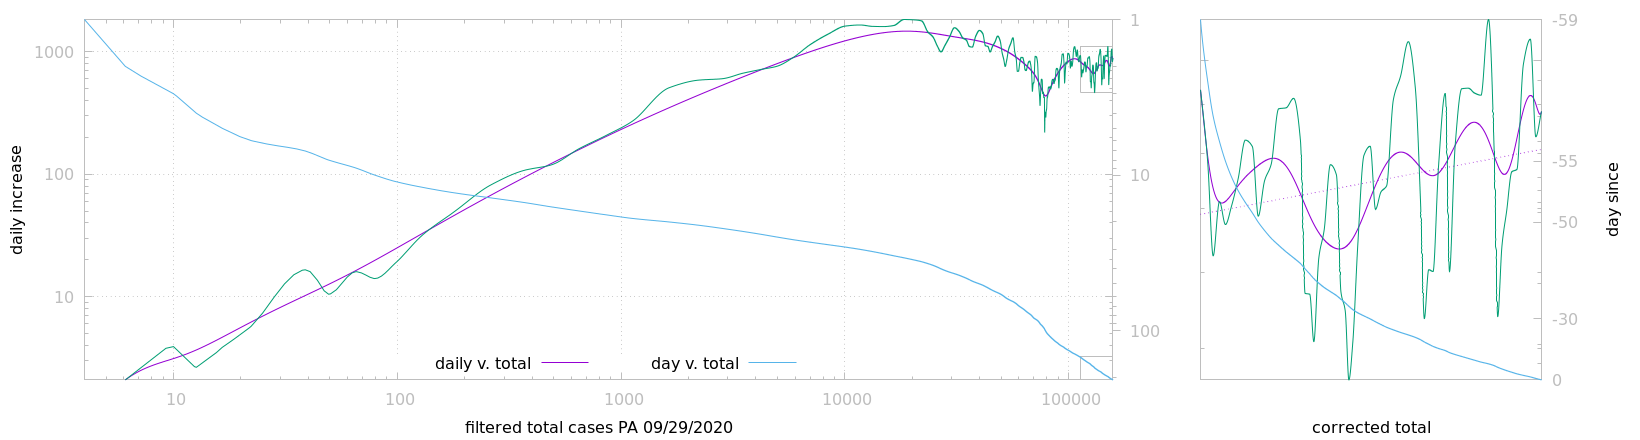 1000
100
10
daily increase
daily v. total
day v. total
10
100
1000
10000
100000
filtered total cases PA 09/29/2020
1
10
100
corrected total
-59
-55
-50
-30
0
day since